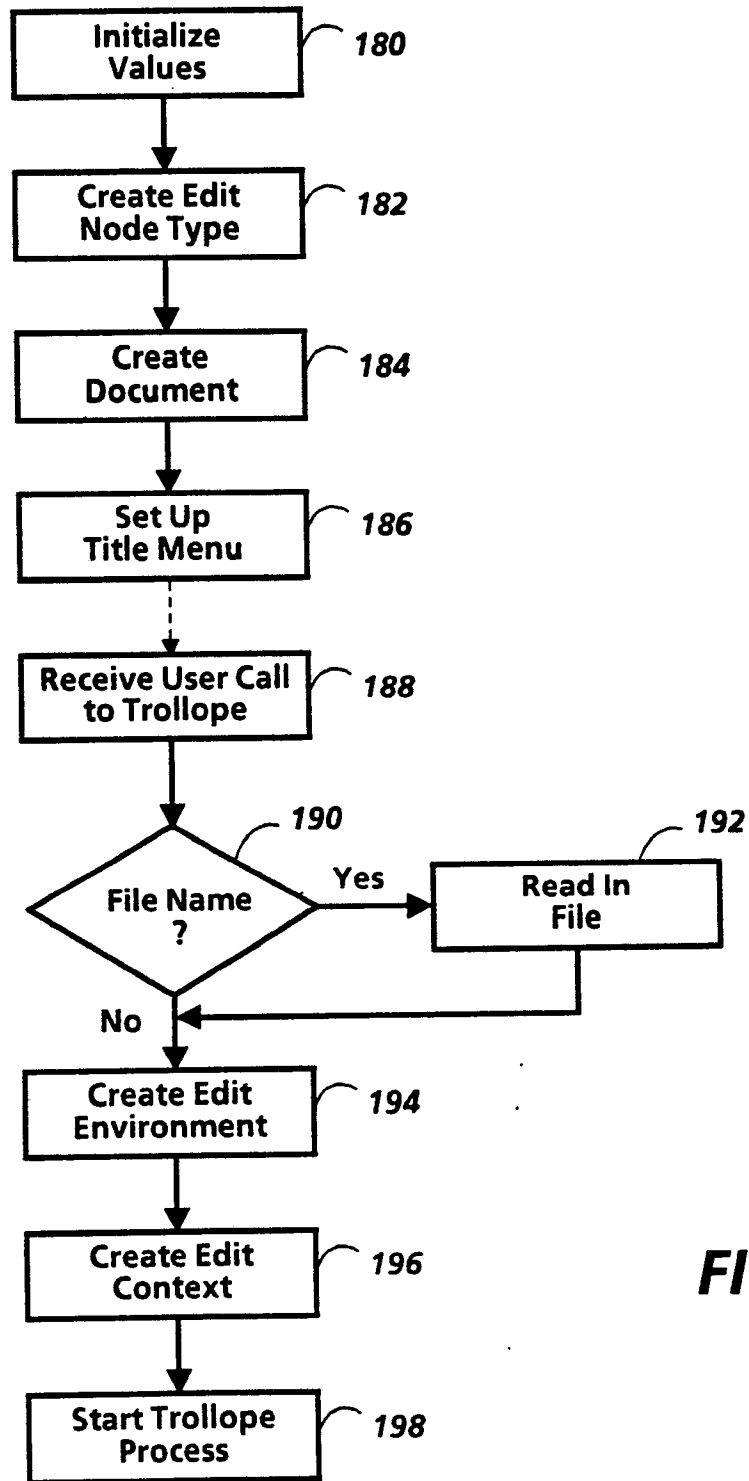 Initialize
Values
180
Create Edit
Node Type
182
Create
Document
184
Set Up
Title Menu
186
Receive User Call
to Trollope
188
190
File Name
?
Yes
192
Read In
File
No
Create Edit
Environment
194
Create Edit
Context
196
FI
Start Trollope
Process
198